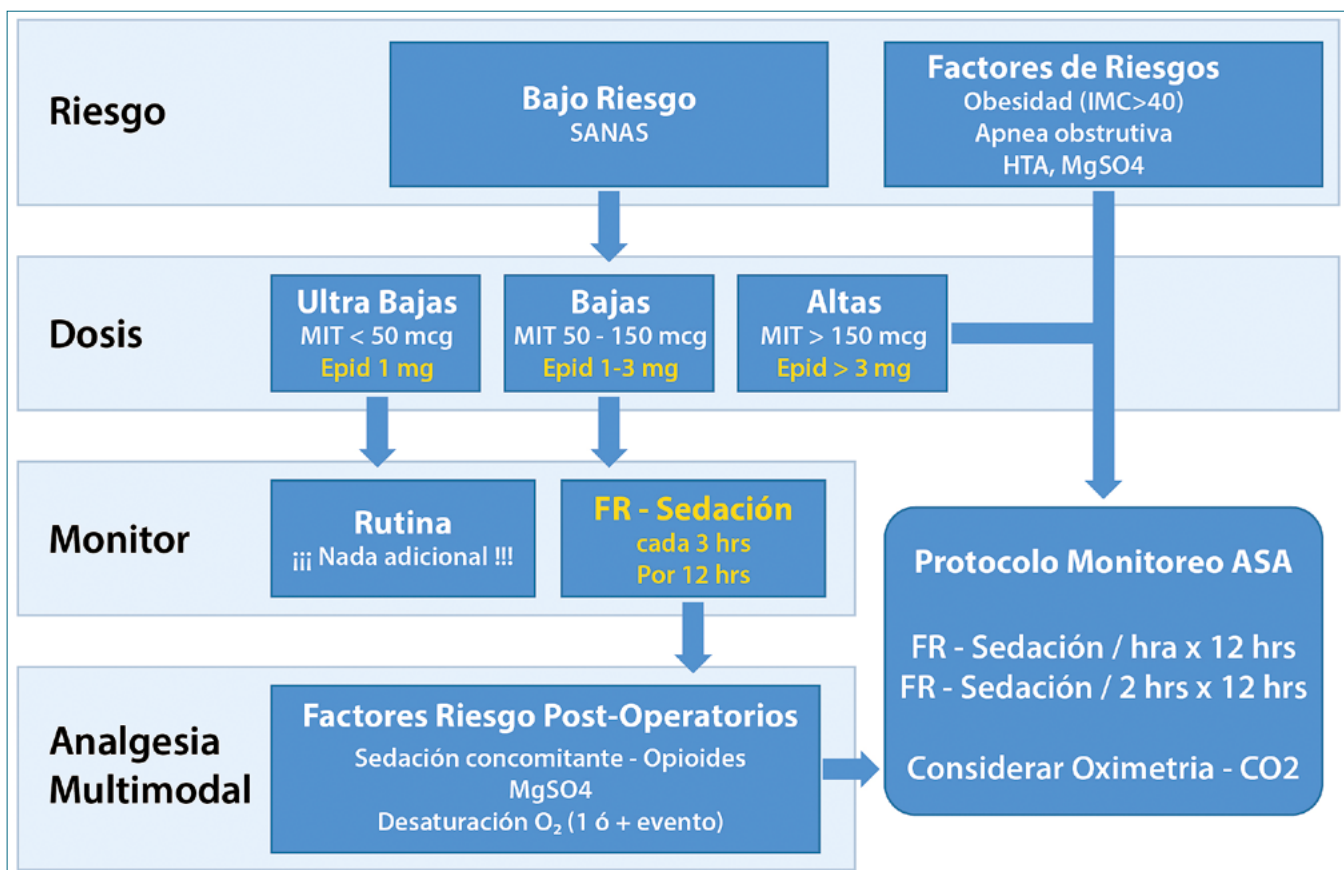 Riesgo
Bajo Riesgo
SANAS
Factores de Riesgos
Obesidad (IMC>40)
Apnea obstrutiva
HTA, MgSO4
Dosis
Ultra Bajas
MIT < 50 mcg
Epid 1 mg
Bajas
MIT 50 - 150 mcg
Epid 1-3 mg
Altas
MIT > 150 mcg
Epid > 3 mg
Monitor
Rutina
¡¡¡ Nada adicional !!!
FR - Sedación
cada 3 hrs
Por 12 hrs
Protocolo Monitoreo ASA
FR - Sedación / hra x 12 hrs
FR - Sedación / 2 hrs x 12 hrs
Considerar Oximetria - CO2
Analgesia
Multimodal
Factores Riesgo Post-Operatorios
Sedación concomitante - Opioides
MgSO4
Desaturación O₂ (1 ó + evento)